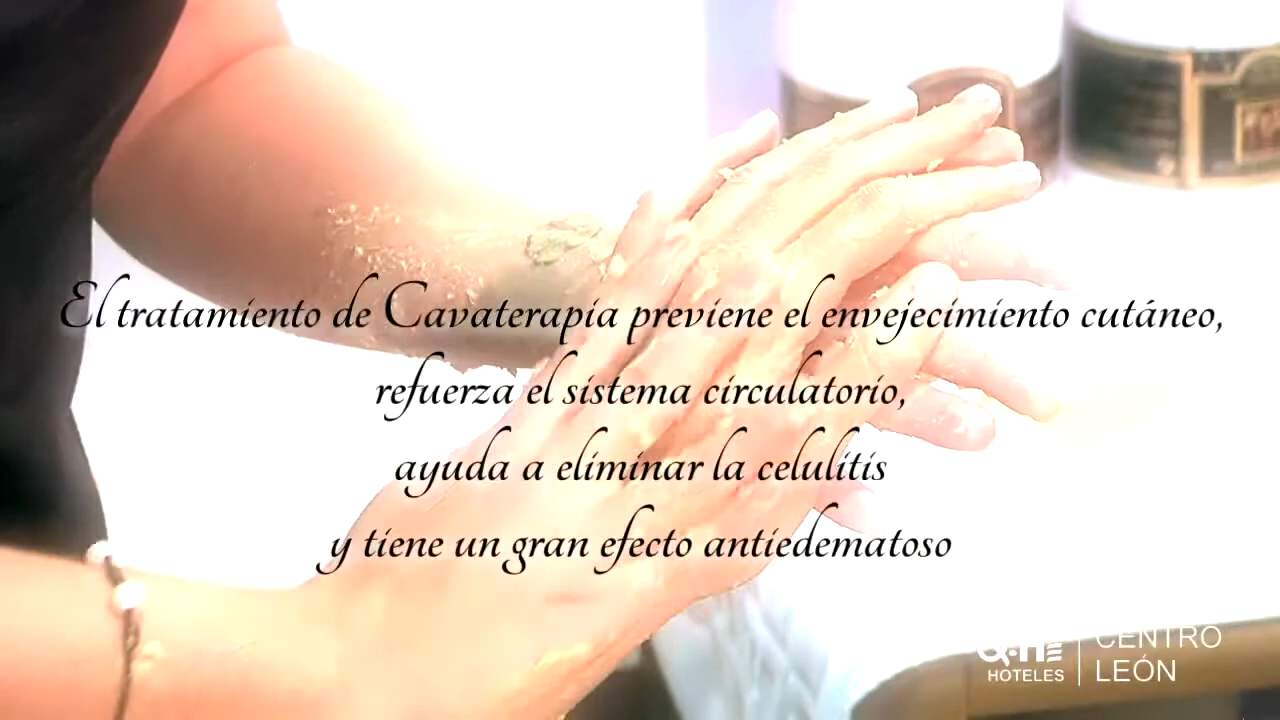 El tratamiento de Cavaterapia previene el envejecimiento cutáneo,
refuerza el sistema circulatorio,
ayuda a eliminar la celulitis
y tiene un gran efecto antiedematoso
HOTELES
CENTRO
LEÓN